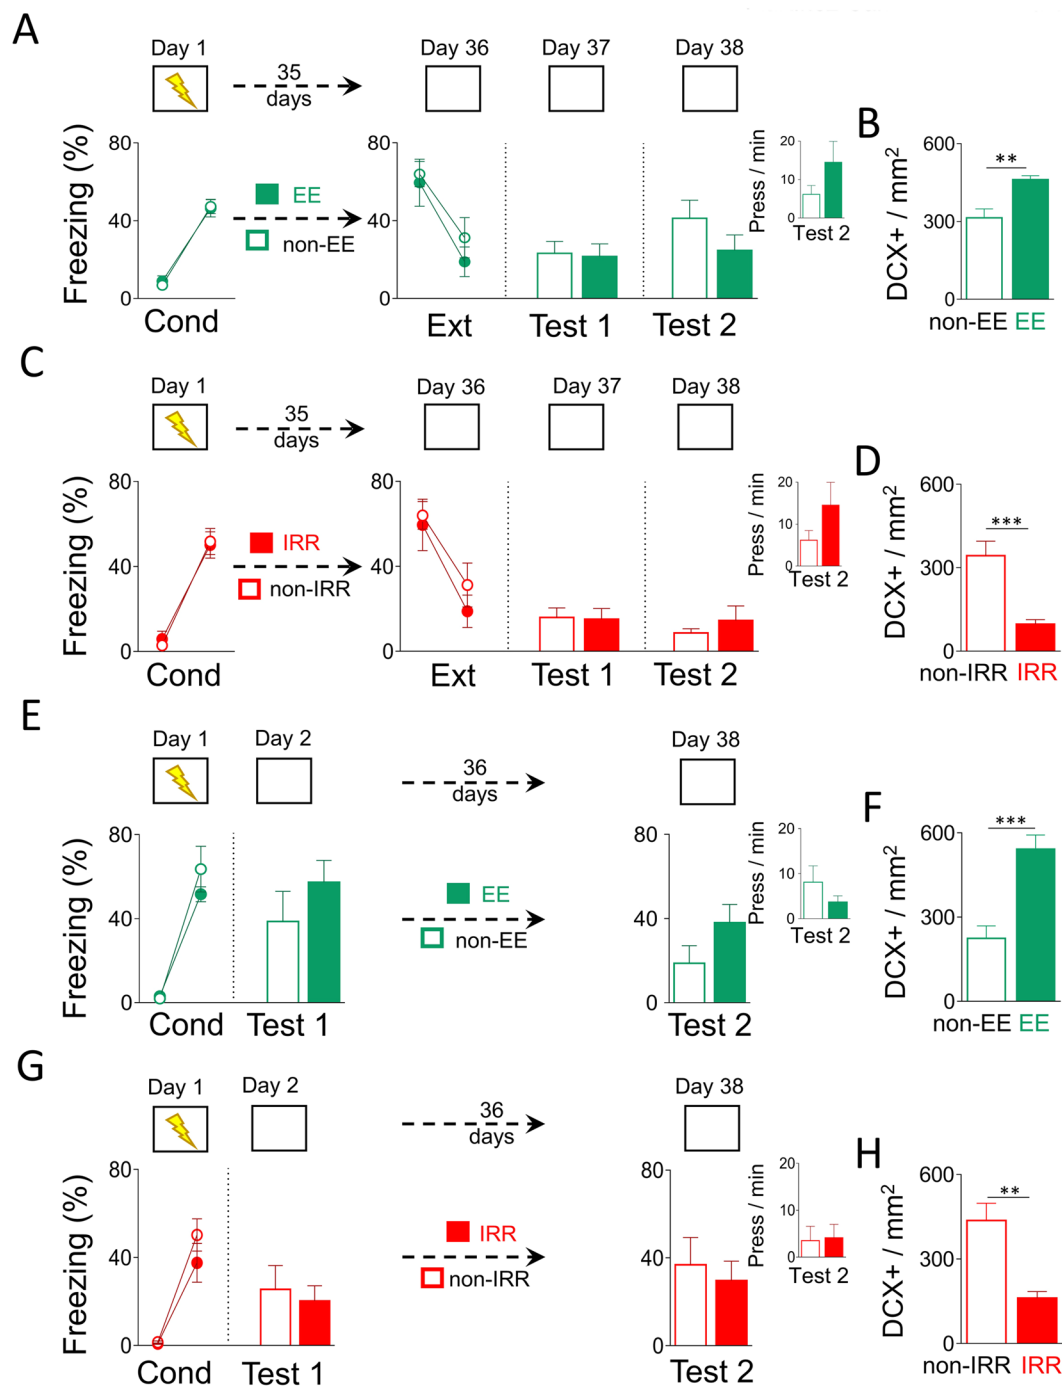 A
Day 1
35
days
Day 36
Day 37
Day 38
80
40
0
Freezing (%)
Cond
EE
non-EE
80
40
0
Ext
Test 1
Test 2
20
10
0
Press / min
Test 2
B
600
300
0
DCX+ / mm2
**
non-EE EE
C
Day 1
35
days
Day 36
Day 37
Day 38
80
40
0
Freezing (%)
Cond
IRR
non-IRR
80
40
0
Ext
Test 1
Test 2
20
10
0
Press / min
Test 2
D
600
300
0
DCX+ / mm2
***
non-IRR IRR
E
Day 1
Day 2
36
days
Day 38
80
40
0
Freezing (%)
Cond
Test 1
EE
non-EE
80
40
0
Test 2
20
10
0
Press / min
Test 2
F
600
300
0
DCX+ / mm2
***
non-EE EE
G
Day 1
Day 2
36
days
Day 38
80
40
0
Freezing (%)
Cond
Test 1
IRR
non-IRR
80
40
0
Test 2
20
10
0
Press / min
Test 2
H
600
300
0
DCX+ / mm2
**
non-IRR IRR